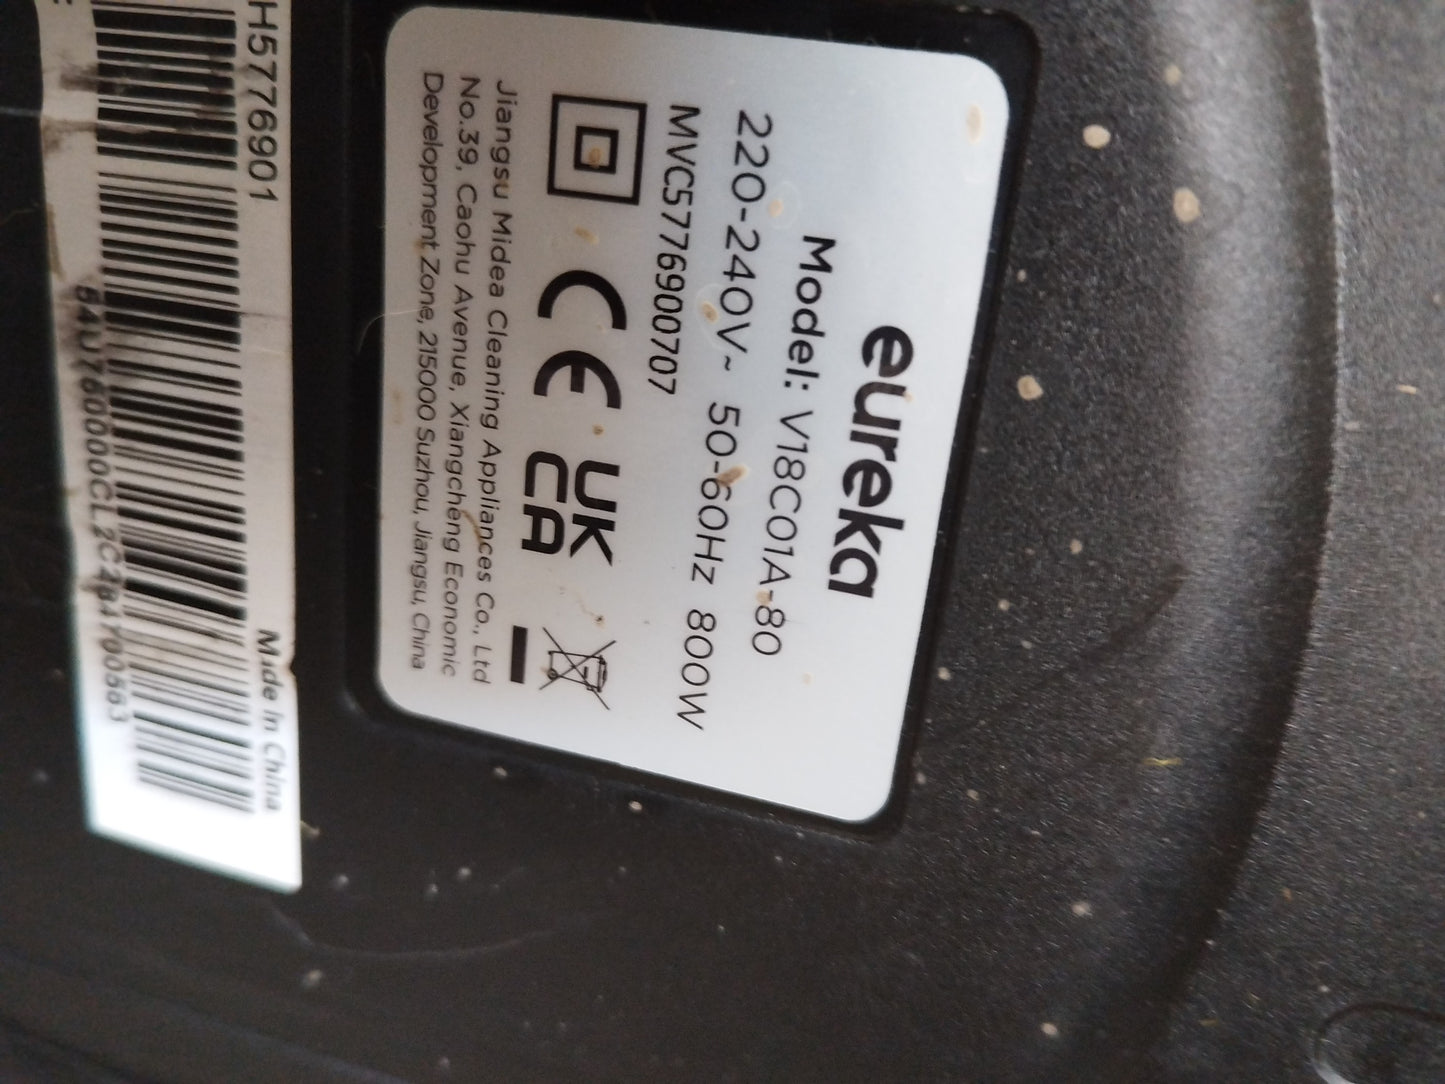 eureka
Model: V18C01A-80
220-240V~ 50-60Hz 800W
MVC5776900707
CE UK CA
Jiangsu Midea Cleaning Appliances Co., Ltd
No.39, Caohu Avenue, Xiangcheng Economic
Development Zone, 215000 Suzhou, Jiangsu, China
H5776901
Made In China